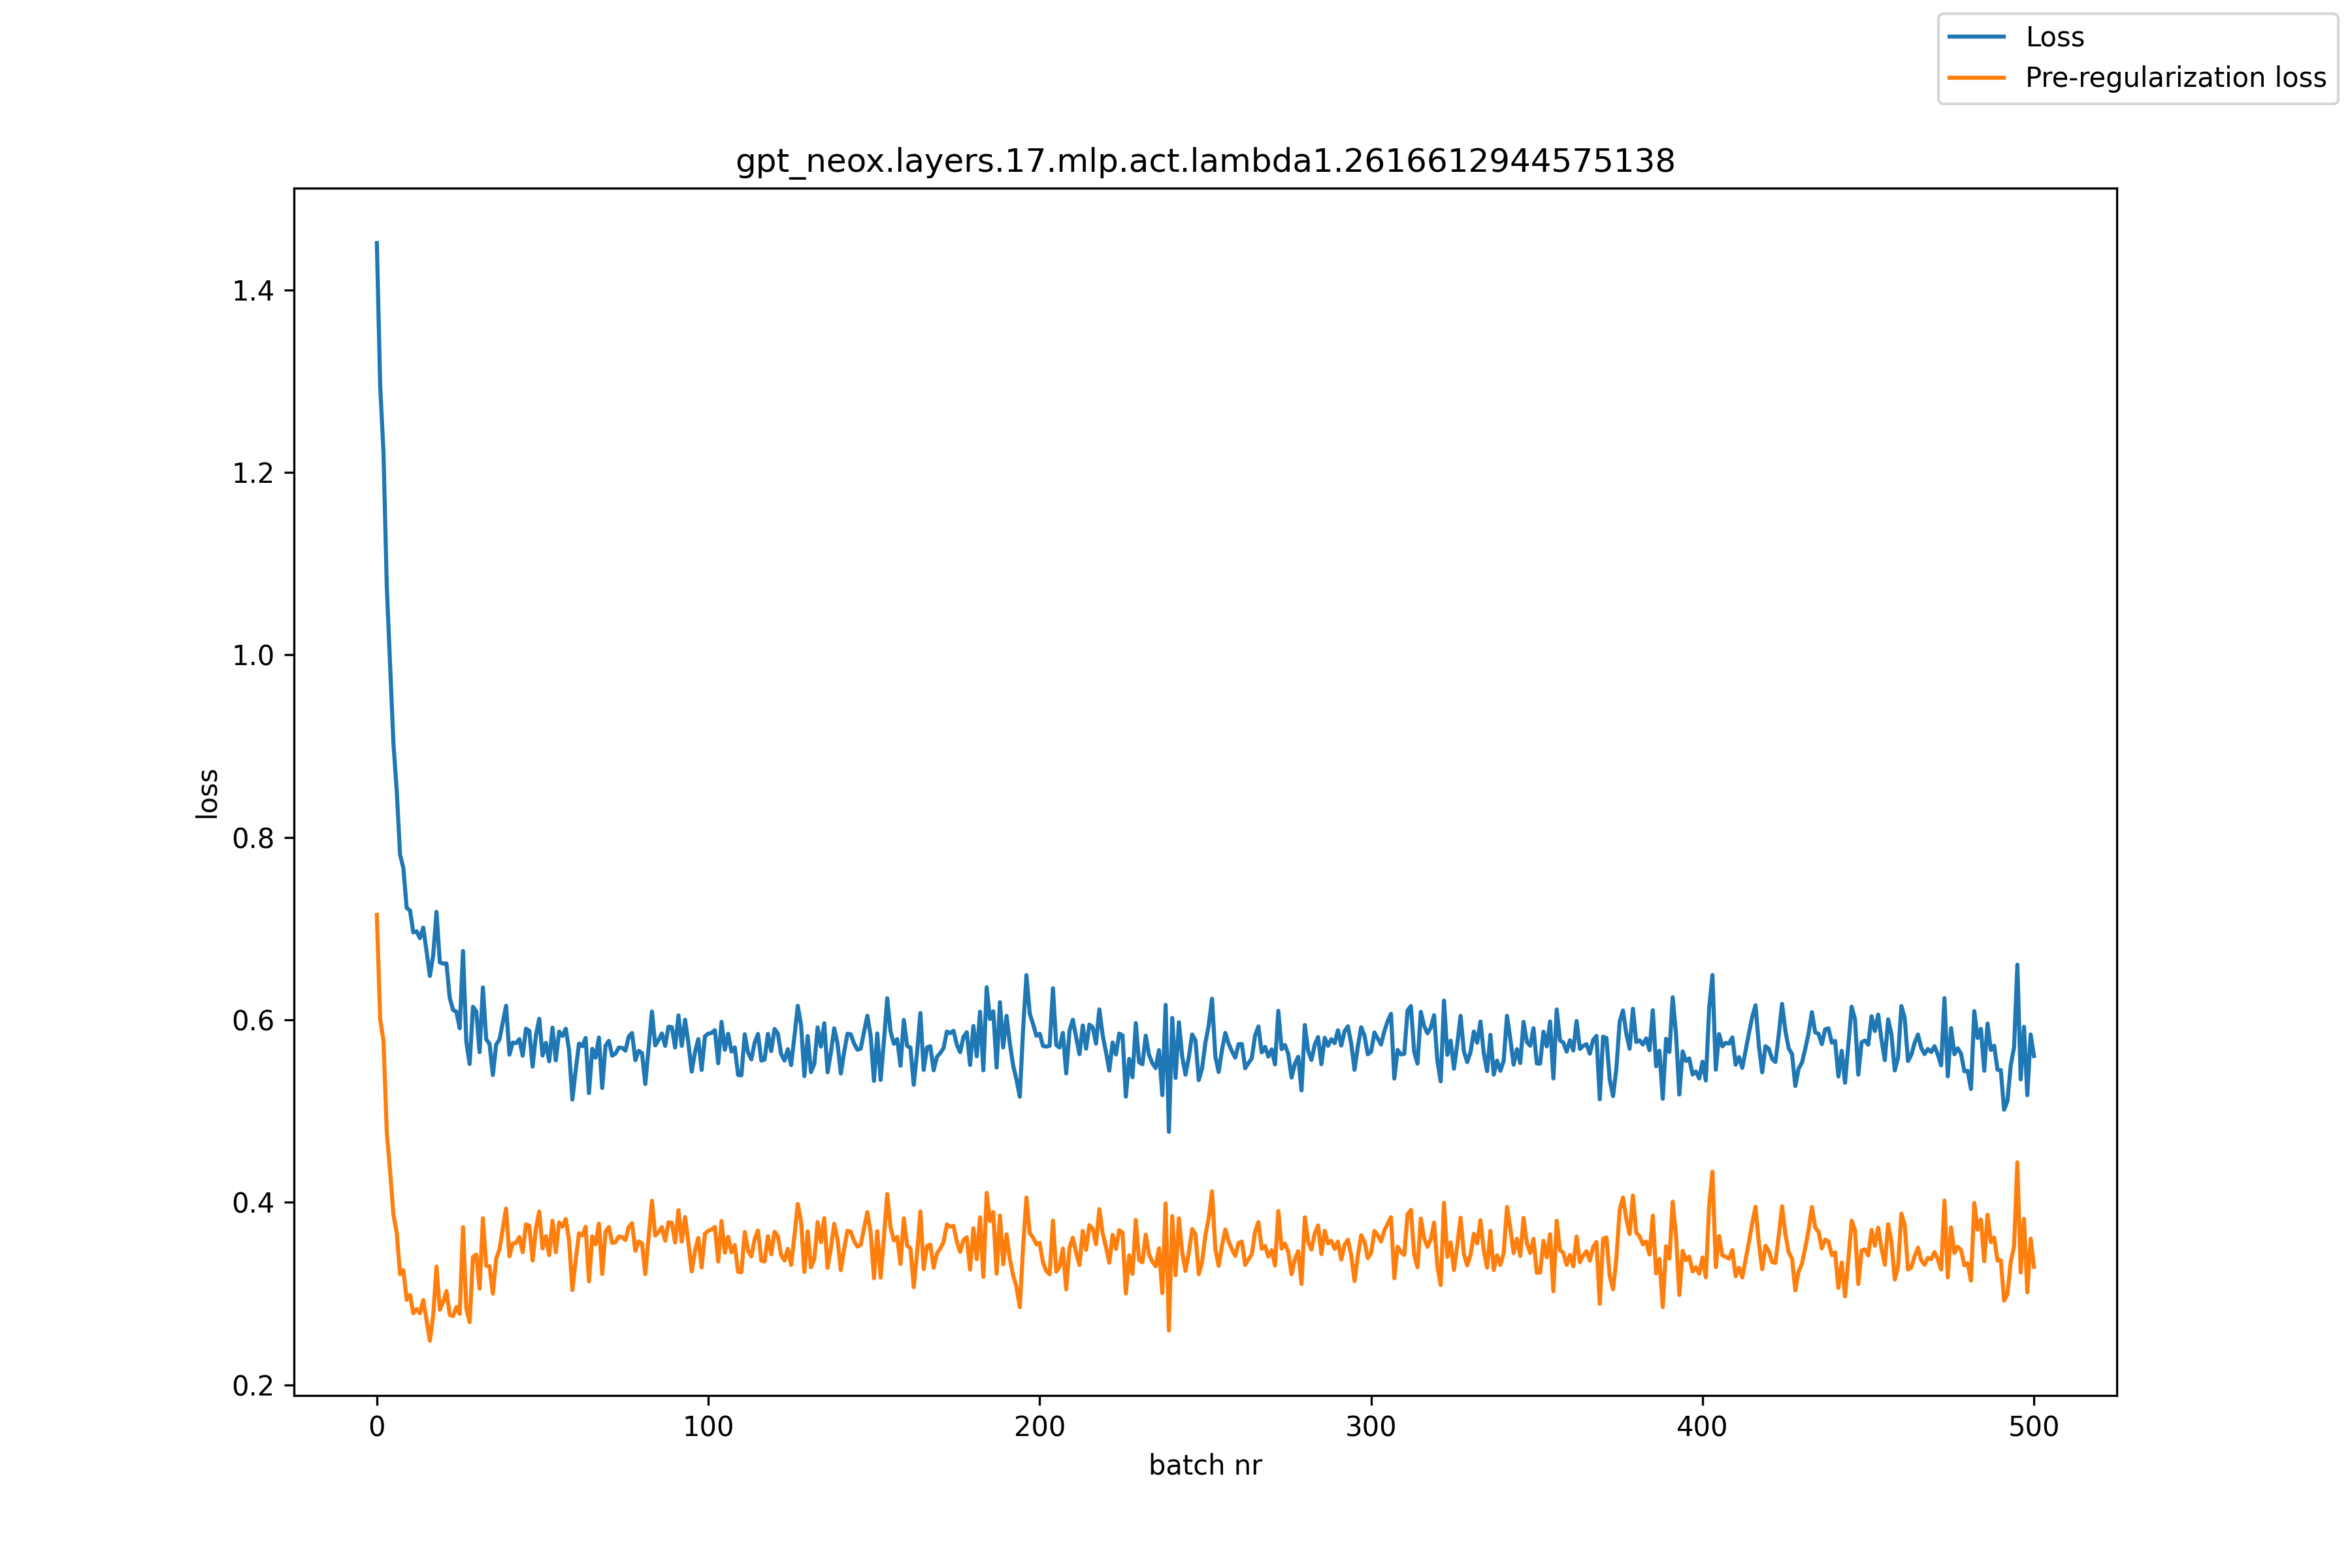 Loss
Pre-regularization loss
gpt_neox.layers.17.mlp.act.lambda1.2616612944575138
1.4
1.2
1.0
0.8
0.6
0.4
0.2
loss
0 100 200 300 400 500
batch nr